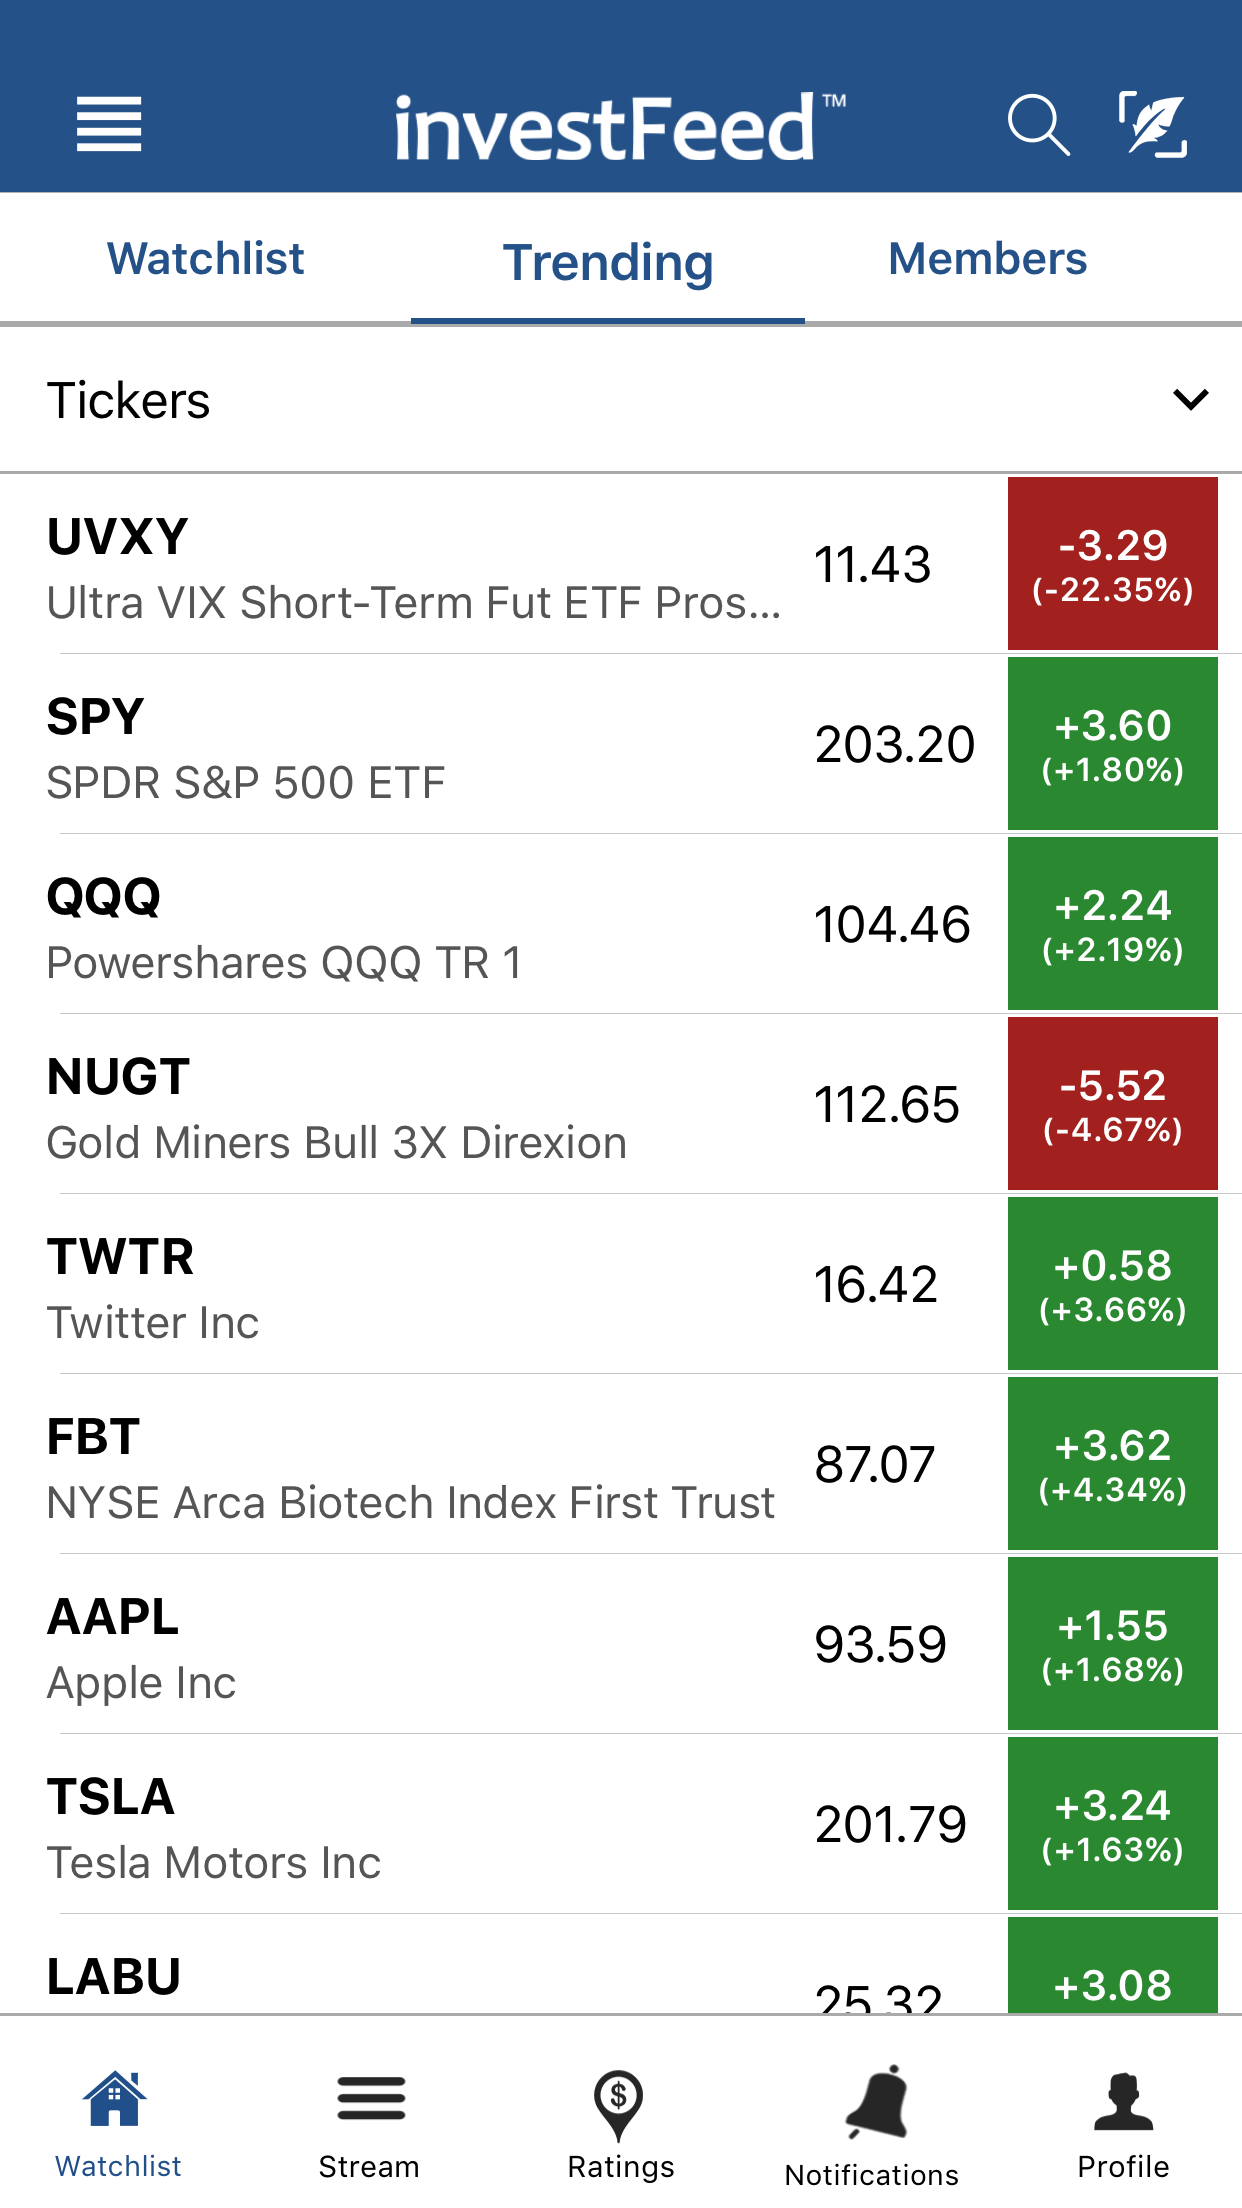 investFeed™
Watchlist Trending Members
Tickers
UVXY
Ultra VIX Short-Term Fut ETF Pros...
11.43
-3.29
(-22.35%)
SPY
SPDR S&P 500 ETF
203.20
+3.60
(+1.80%)
QQQ
Powershares QQQ TR 1
104.46
+2.24
(+2.19%)
NUGT
Gold Miners Bull 3X Direxion
112.65
-5.52
(-4.67%)
TWTR
Twitter Inc
16.42
+0.58
(+3.66%)
FBT
NYSE Arca Biotech Index First Trust
87.07
+3.62
(+4.34%)
AAPL
Apple Inc
93.59
+1.55
(+1.68%)
TSLA
Tesla Motors Inc
201.79
+3.24
(+1.63%)
LABU
25.32
+3.08
$
Watchlist Stream Ratings Notifications Profile